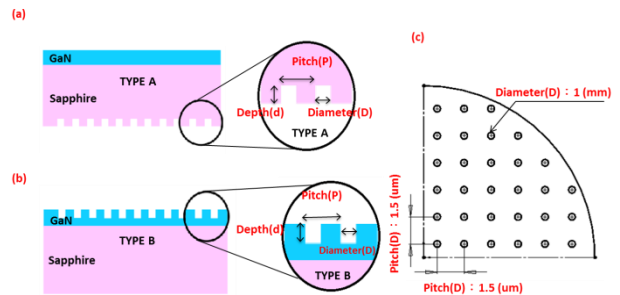 (a)
GaN
TYPE A
Sapphire
Pitch(P)
Depth(d)
Diameter(D)
TYPE A
(b)
GaN
TYPE B
Sapphire
Pitch(P)
Depth(d)
Diameter(D)
TYPE B
(c)
Diameter(D) : 1 (mm)
Pitch(D) : 1.5 (um)
Pitch(D) : 1.5 (um)